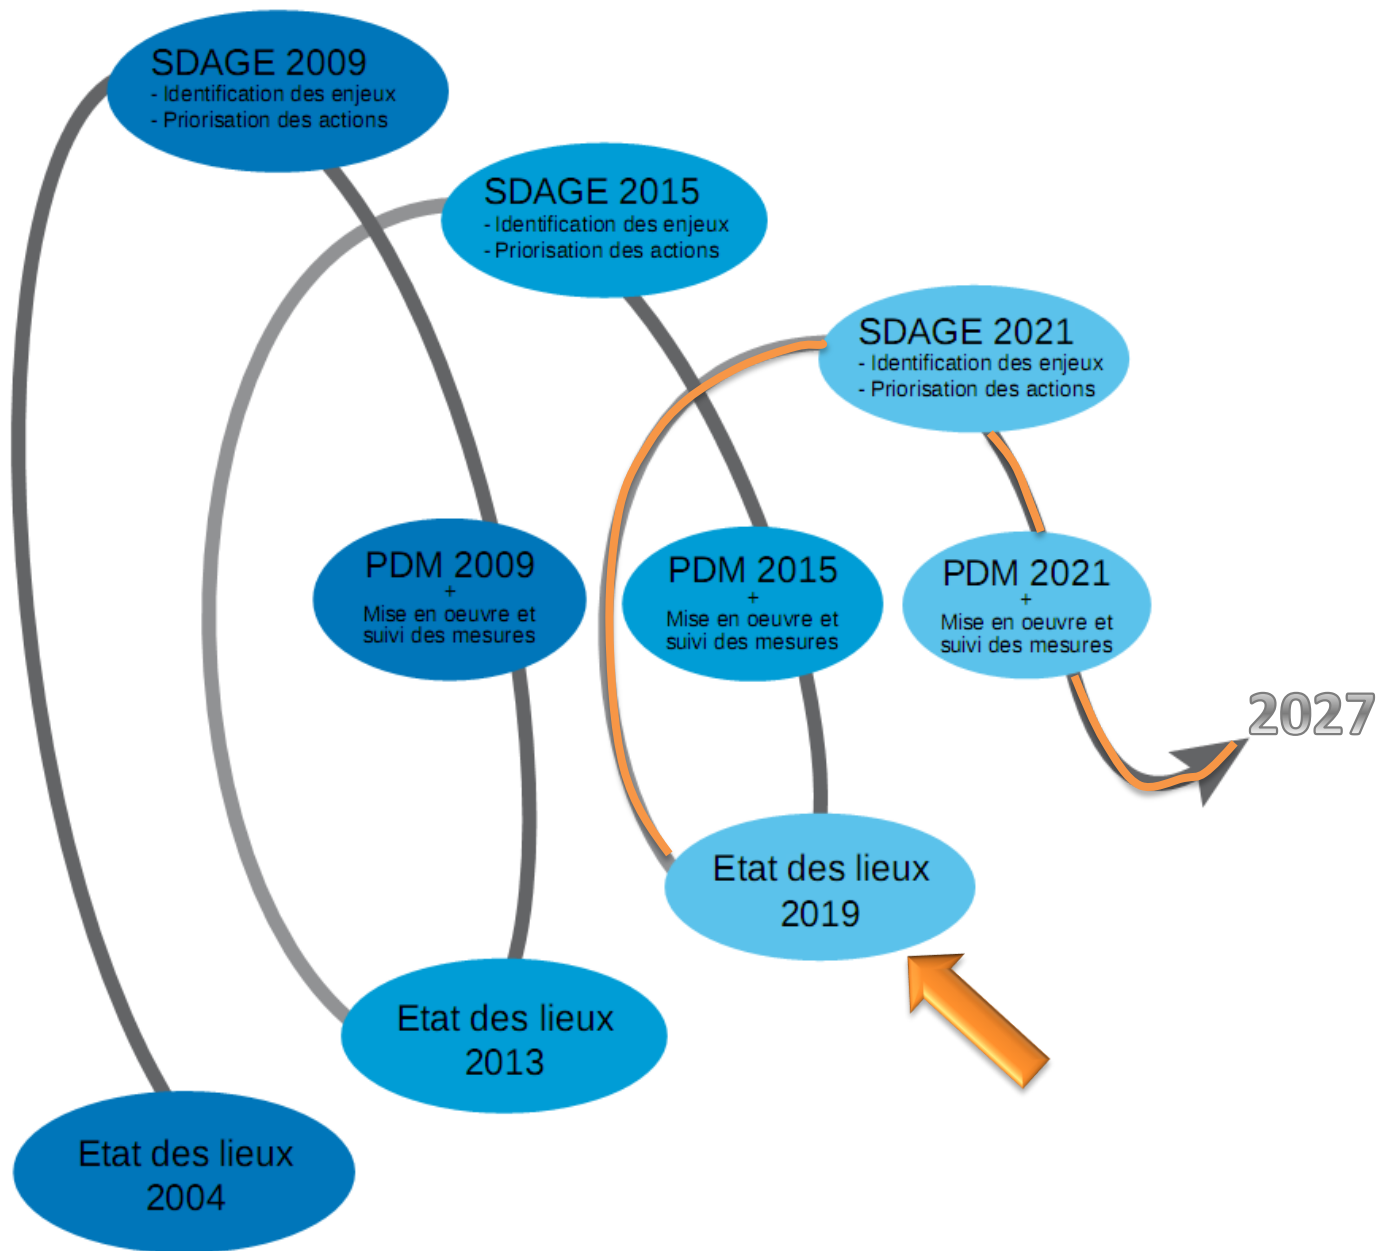 SDAGE 2009
- Identification des enjeux
- Priorisation des actions
SDAGE 2015
- Identification des enjeux
- Priorisation des actions
SDAGE 2021
- Identification des enjeux
- Priorisation des actions
PDM 2009
+
Mise en oeuvre et
suivi des mesures
PDM 2015
+
Mise en oeuvre et
suivi des mesures
PDM 2021
+
Mise en oeuvre et
suivi des mesures
2027
Etat des lieux
2019
Etat des lieux
2013
Etat des lieux
2004